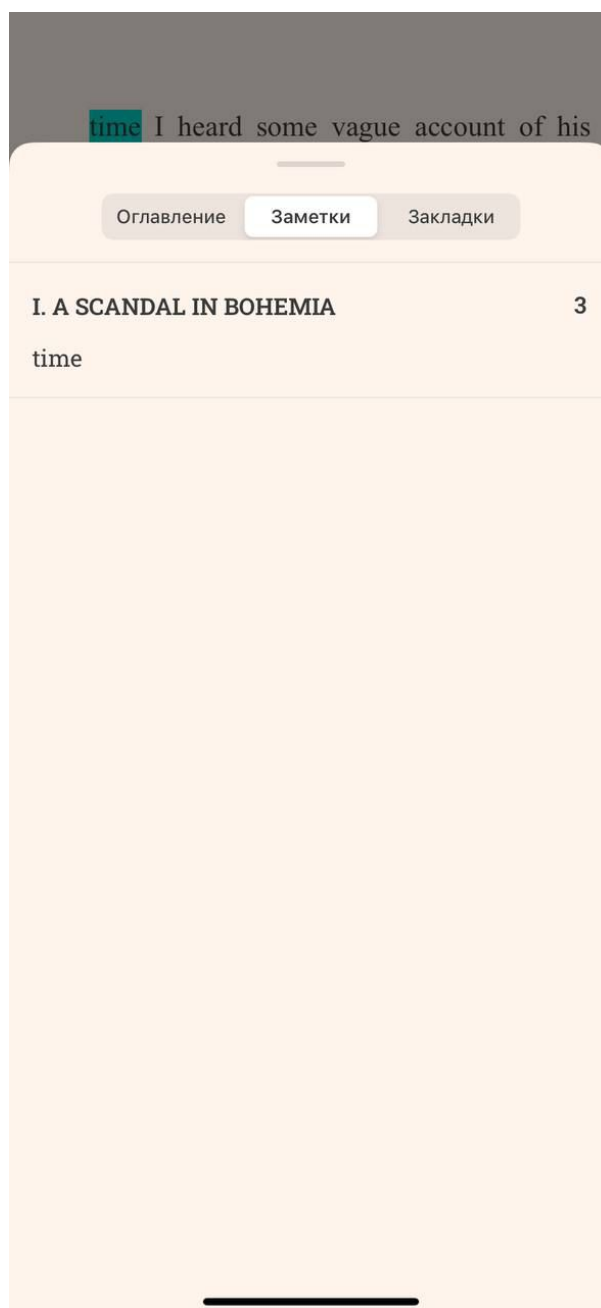 time I heard some vague account of his
Оглавление Заметки Закладки
I. A SCANDAL IN BOHEMIA 3
time